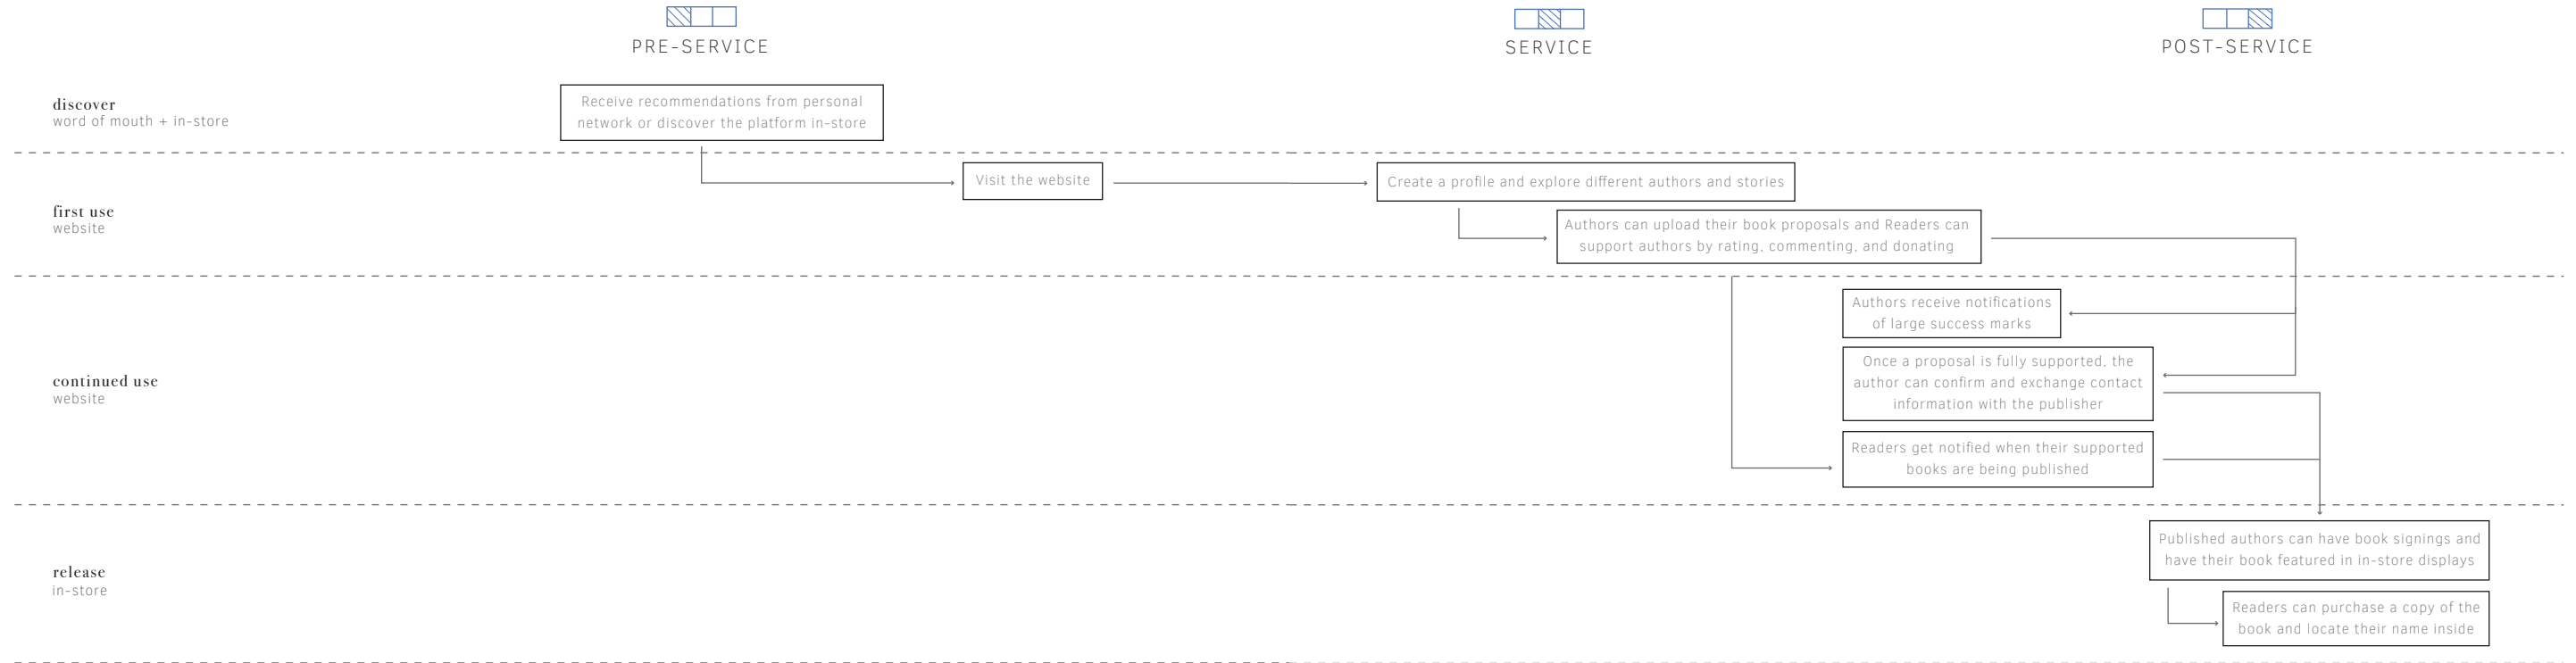 PRE-SERVICE
SERVICE
POST-SERVICE
discover
word of mouth + in-store
Receive recommendations from personal
network or discover the platform in-store
first use
website
Visit the website
Create a profile and explore different authors and stories
Authors can upload their book proposals and Readers can
support authors by rating, commenting, and donating
continued use
website
Authors receive notifications
of large success marks
Once a proposal is fully supported, the
author can confirm and exchange contact
information with the publisher
Readers get notified when their supported
books are being published
release
in-store
Published authors can have book signings and
have their book featured in in-store displays
Readers can purchase a copy of the
book and locate their name inside